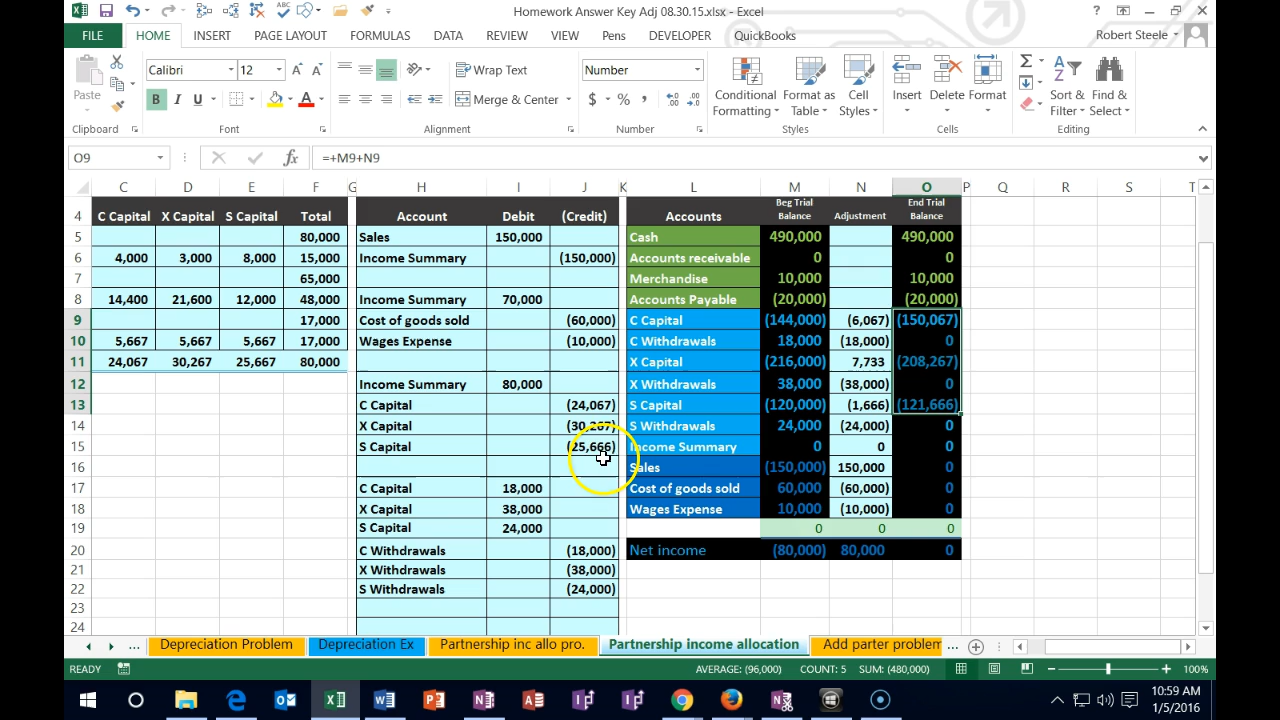 Homework Answer Key Adj 08.30.15.xlsx - Excel
FILE HOME INSERT PAGE LAYOUT FORMULAS DATA REVIEW VIEW Pens DEVELOPER QuickBooks Robert Steele
Paste Calibri 12 Wrap Text Number Conditional Formatting Format as Table Cell Styles Insert Delete Format Sort & Filter Find & Select
B I U A Merge & Center $ %
Clipboard Font Alignment Number Styles Cells Editing
O9 fx =+M9+N9
C D E F G H I J K L M N O P Q R S T
4 C Capital X Capital S Capital Total Account Debit (Credit) Accounts Beg Trial Balance Adjustment End Trial Balance
5 80,000 Sales 150,000 Cash 490,000 490,000
6 4,000 3,000 8,000 15,000 Income Summary (150,000) Accounts receivable 0 0
7 65,000 Merchandise 10,000 10,000
8 14,400 21,600 12,000 48,000 Income Summary 70,000 Accounts Payable (20,000) (20,000)
9 17,000 Cost of goods sold (60,000) C Capital (144,000) (6,067) (150,067)
10 5,667 5,667 5,667 17,000 Wages Expense (10,000) C Withdrawals 18,000 (18,000) 0
11 24,067 30,267 25,667 80,000 X Capital (216,000) 7,733 (208,267)
12 Income Summary 80,000 X Withdrawals 38,000 (38,000) 0
13 C Capital (24,067) S Capital (120,000) (1,666) (121,666)
14 X Capital (30,267) S Withdrawals 24,000 (24,000) 0
15 S Capital (25,666) Income Summary 0 0 0
16 Sales (150,000) 150,000 0
17 C Capital 18,000 Cost of goods sold 60,000 (60,000) 0
18 X Capital 38,000 Wages Expense 10,000 (10,000) 0
19 S Capital 24,000 0 0 0
20 C Withdrawals (18,000) Net income (80,000) 80,000 0
21 X Withdrawals (38,000)
22 S Withdrawals (24,000)
23
24
... Depreciation Problem Depreciation Ex Partnership inc allo pro. Partnership income allocation Add parter problem ...
READY AVERAGE: (96,000) COUNT: 5 SUM: (480,000) 100%
10:59 AM
1/5/2016